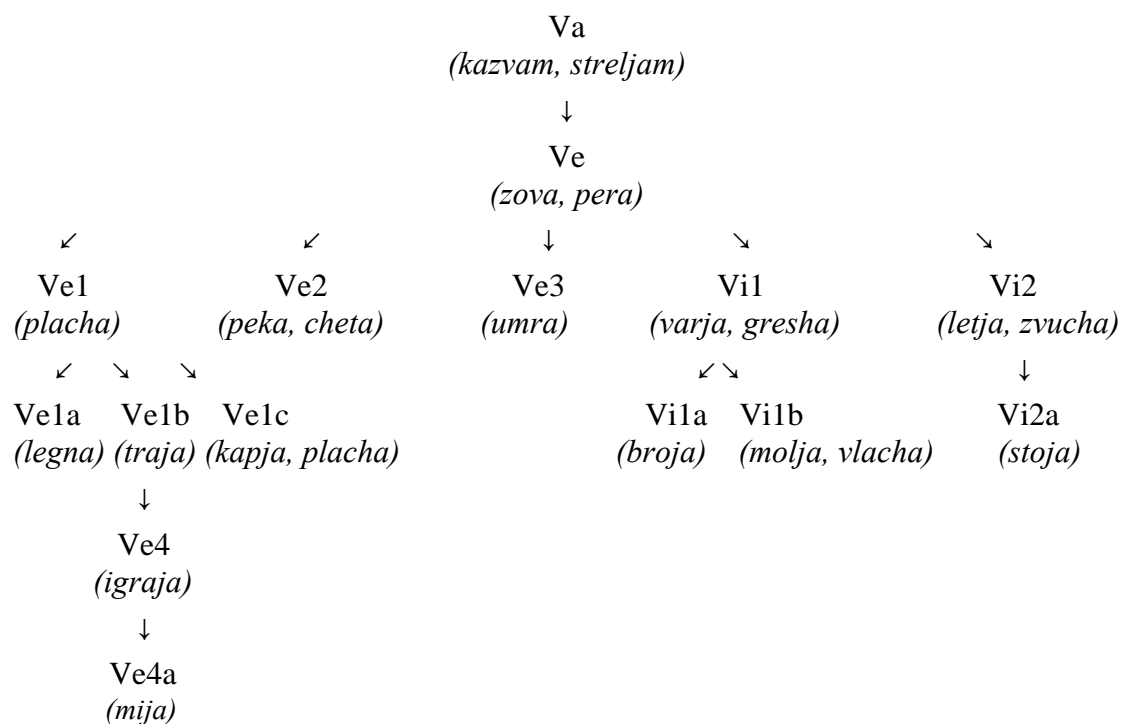 Va
(kazvam, streljam)
↓
Ve
(zova, pera)
↙ ↙ ↓ ↘ ↘
Ve1 Ve2 Ve3 Vi1 Vi2
(placha) (peka, cheta) (umra) (varja, gresha) (letja, zvucha)
↙ ↘ ↘ ↙ ↘ ↓
Ve1a Ve1b Ve1c Vi1a Vi1b Vi2a
(legna) (traja) (kapja, placha) (broja) (molja, vlacha) (stoja)
↓
Ve4
(igraja)
↓
Ve4a
(mija)